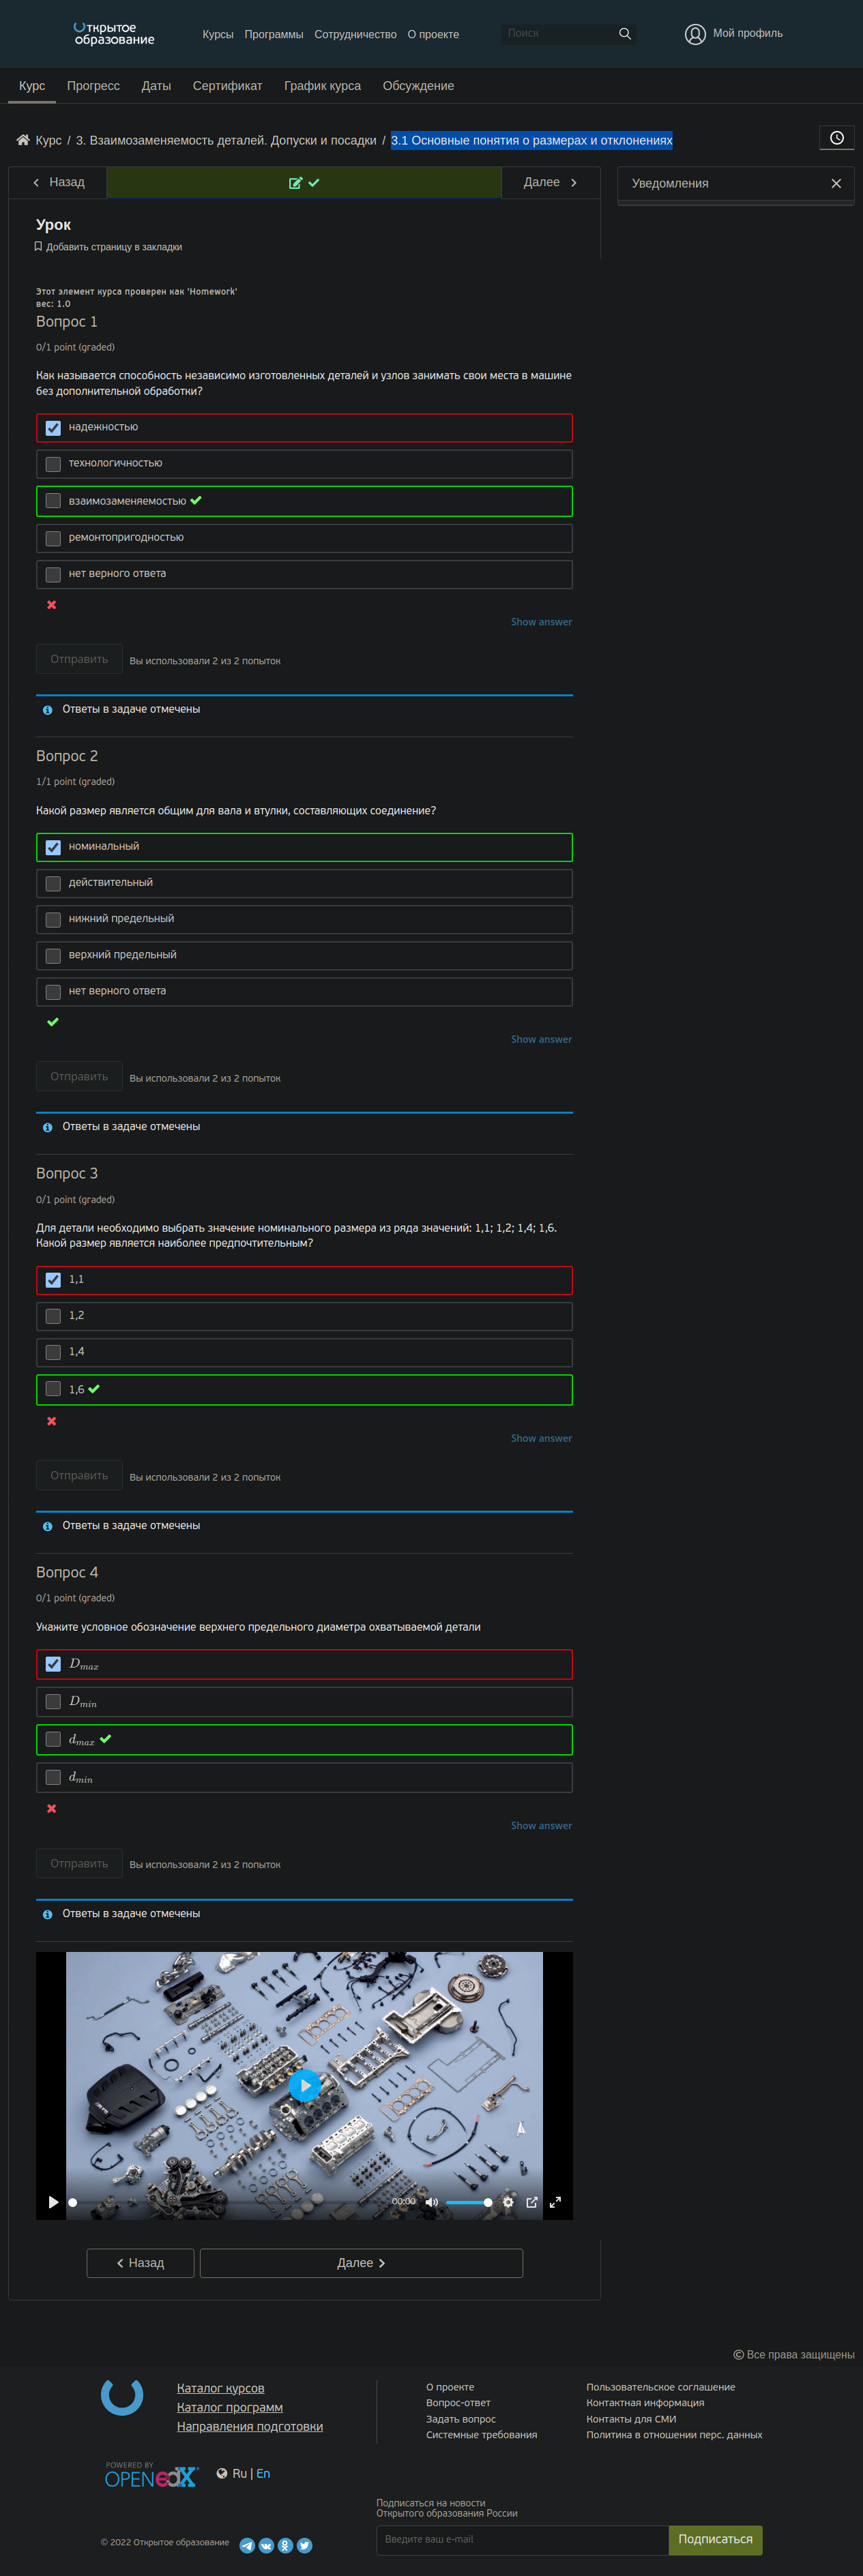 Открытое
образование
Курсы Программы Сотрудничество О проекте
Поиск
Мой профиль
Курс Прогресс Даты Сертификат График курса Обсуждение
Курс / 3. Взаимозаменяемость деталей. Допуски и посадки / 3.1 Основные понятия о размерах и отклонениях
Назад
Далее
Уведомления
Урок
Добавить страницу в закладки
Этот элемент курса проверен как 'Homework'
вес: 1.0
Вопрос 1
0/1 point (graded)
Как называется способность независимо изготовленных деталей и узлов занимать свои места в машине
без дополнительной обработки?
надежностью
технологичностью
взаимозаменяемостью
ремонтопригодностью
нет верного ответа
Show answer
Отправить Вы использовали 2 из 2 попыток
Ответы в задаче отмечены
Вопрос 2
1/1 point (graded)
Какой размер является общим для вала и втулки, составляющих соединение?
номинальный
действительный
нижний предельный
верхний предельный
нет верного ответа
Show answer
Отправить Вы использовали 2 из 2 попыток
Ответы в задаче отмечены
Вопрос 3
0/1 point (graded)
Для детали необходимо выбрать значение номинального размера из ряда значений: 1,1; 1,2; 1,4; 1,6.
Какой размер является наиболее предпочтительным?
1,1
1,2
1,4
1,6
Show answer
Отправить Вы использовали 2 из 2 попыток
Ответы в задаче отмечены
Вопрос 4
0/1 point (graded)
Укажите условное обозначение верхнего предельного диаметра охватываемой детали
D_max
D_min
d_max
d_min
Show answer
Отправить Вы использовали 2 из 2 попыток
Ответы в задаче отмечены
00:00
Назад
Далее
© Все права защищены
Каталог курсов
Каталог программ
Направления подготовки
О проекте
Вопрос-ответ
Задать вопрос
Системные требования
Пользовательское соглашение
Контактная информация
Контакты для СМИ
Политика в отношении перс. данных
POWERED BY
OPEN edX
Ru | En
Подписаться на новости
Открытого образования России
Введите ваш e-mail
Подписаться
© 2022 Открытое образование